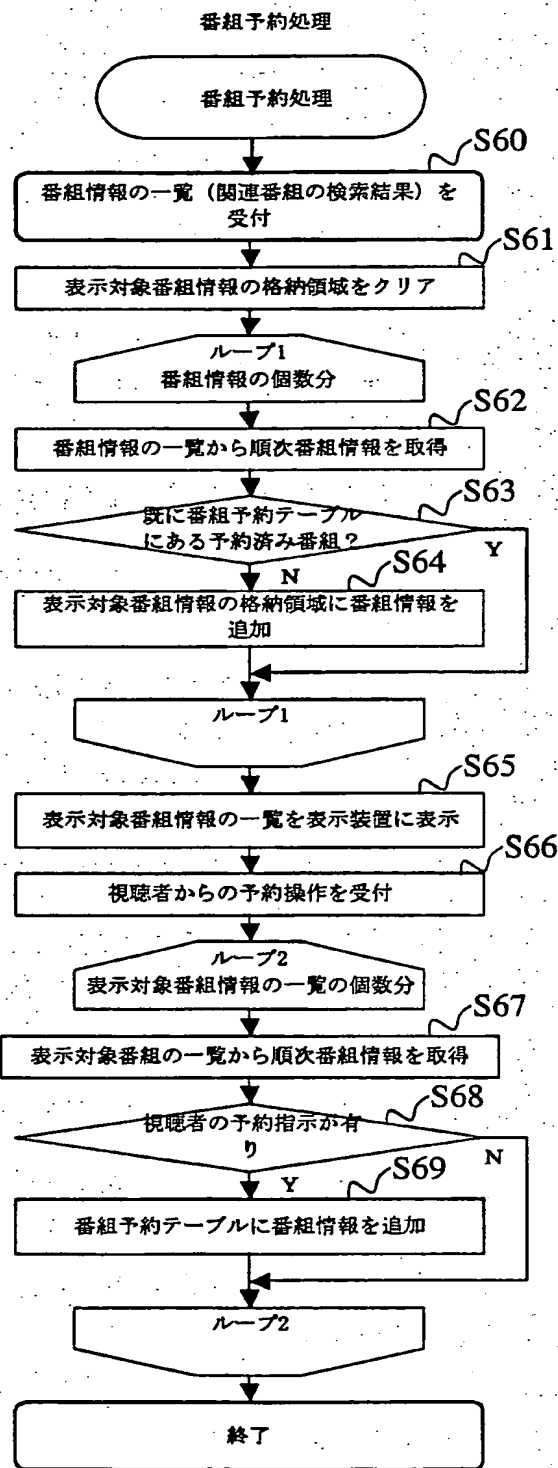 番組予約処理
番組予約処理
S60
番組情報の一覧（関連番組の検索結果）を
受付
S61
表示対象番組情報の格納領域をクリア
ループ1
番組情報の個数分
S62
番組情報の一覧から順次番組情報を取得
S63
既に番組予約テーブル
にある予約済み番組？
Y
N
S64
表示対象番組情報の格納領域に番組情報を
追加
ループ1
S65
表示対象番組情報の一覧を表示装置に表示
S66
視聴者からの予約操作を受付
ループ2
表示対象番組情報の一覧の個数分
S67
表示対象番組の一覧から順次番組情報を取得
S68
視聴者の予約指示が有
り
N
Y
S69
番組予約テーブルに番組情報を追加
ループ2
終了